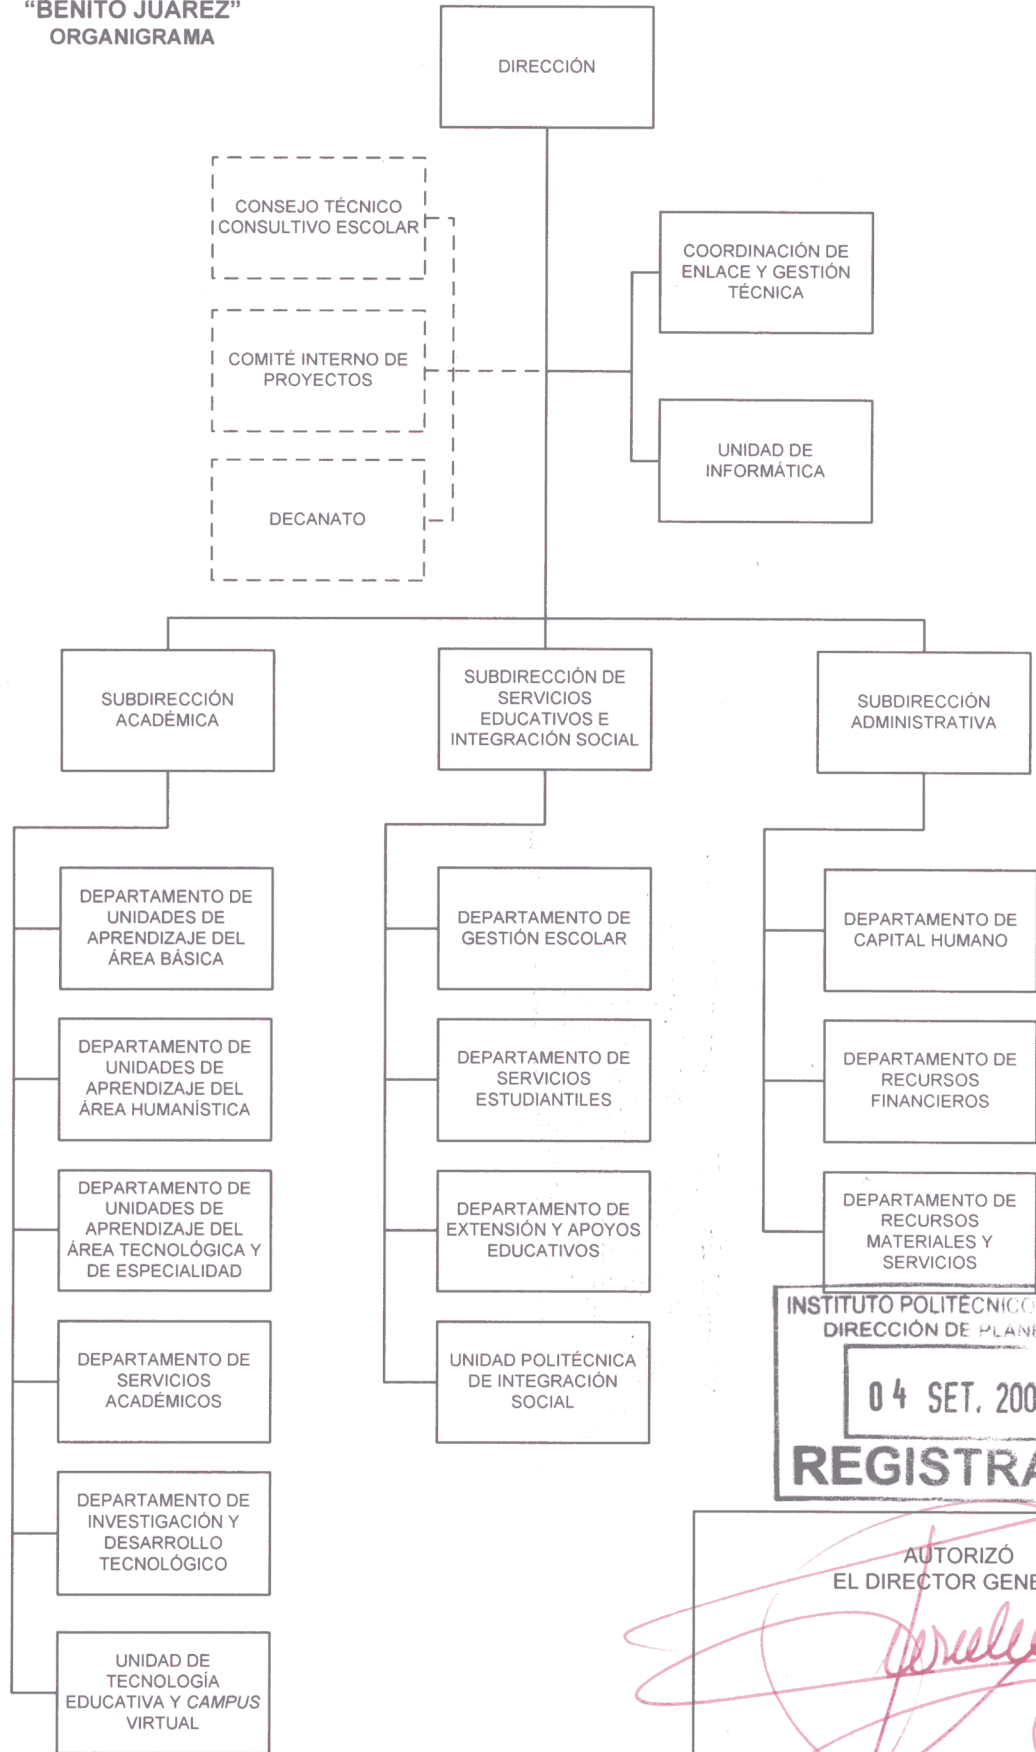 “BENITO JUÁREZ”
ORGANIGRAMA
DIRECCIÓN
CONSEJO TÉCNICO
CONSULTIVO ESCOLAR
COMITÉ INTERNO DE
PROYECTOS
DECANATO
COORDINACIÓN DE
ENLACE Y GESTIÓN
TÉCNICA
UNIDAD DE
INFORMÁTICA
SUBDIRECCIÓN
ACADÉMICA
SUBDIRECCIÓN DE
SERVICIOS
EDUCATIVOS E
INTEGRACIÓN SOCIAL
SUBDIRECCIÓN
ADMINISTRATIVA
DEPARTAMENTO DE
UNIDADES DE
APRENDIZAJE DEL
ÁREA BÁSICA
DEPARTAMENTO DE
UNIDADES DE
APRENDIZAJE DEL
ÁREA HUMANÍSTICA
DEPARTAMENTO DE
UNIDADES DE
APRENDIZAJE DEL
ÁREA TECNOLÓGICA Y
DE ESPECIALIDAD
DEPARTAMENTO DE
SERVICIOS
ACADÉMICOS
DEPARTAMENTO DE
INVESTIGACIÓN Y
DESARROLLO
TECNOLÓGICO
UNIDAD DE
TECNOLOGÍA
EDUCATIVA Y CAMPUS
VIRTUAL
DEPARTAMENTO DE
GESTIÓN ESCOLAR
DEPARTAMENTO DE
SERVICIOS
ESTUDIANTILES
DEPARTAMENTO DE
EXTENSIÓN Y APOYOS
EDUCATIVOS
UNIDAD POLITÉCNICA
DE INTEGRACIÓN
SOCIAL
DEPARTAMENTO DE
CAPITAL HUMANO
DEPARTAMENTO DE
RECURSOS
FINANCIEROS
DEPARTAMENTO DE
RECURSOS
MATERIALES Y
SERVICIOS
INSTITUTO POLITÉCNICO
DIRECCIÓN DE PLANE
04 SET. 200
REGISTRA
AUTORIZÓ
EL DIRECTOR GENE